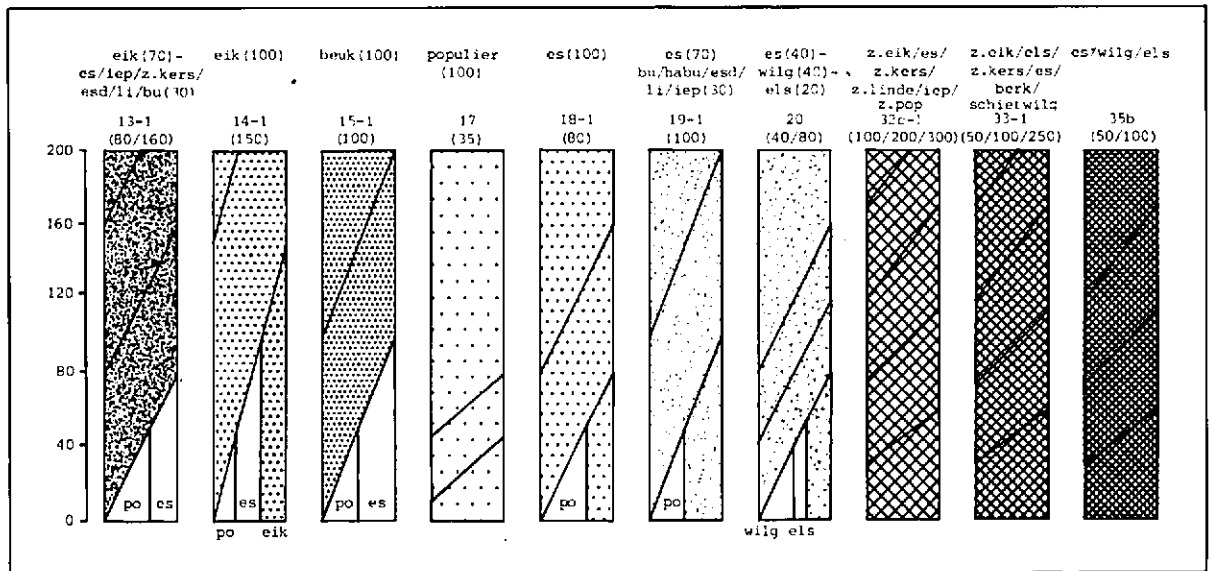 eik(70)-
es/iep/z.kers/
esd/li/bu(30)
13-1
(80/160)
eik(100)
14-1
(150)
beuk(100)
15-1
(100)
populier
(100)
17
(35)
es(100)
18-1
(80)
es(70)
bu/habu/esd/
li/iep(30)
19-1
(100)
es(40)-
wilg(40)-
els(20)
20
(40/80)
z.eik/es/
z.kers/
z.linde/iep/
z.pop
32c-1
(100/200/300)
z.eik/els/
z.kers/es/
berk/
schietwilg
33-1
(50/100/250)
es/wilg/els
35b
(50/100)
200
160
120
80
40
0
po es
es
po eik
po es
po
po
wilg els